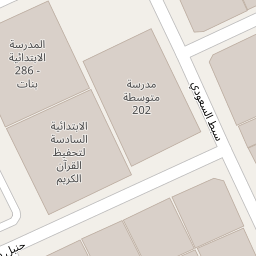 المدرسة
الابتدائية
286 -
بنات
مدرسة
متوسطة
202
الابتدائية
السادسة
لتحفيظ
القرآن
الكريم
سبط السعودي